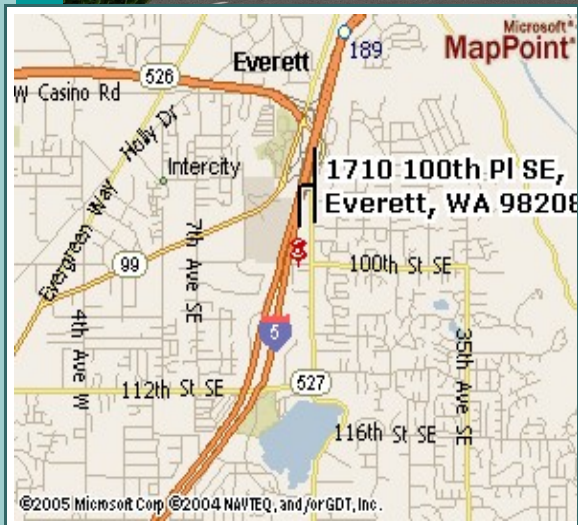 Microsoft®
MapPoint®
Everett
189
526
W Casino Rd
Holly Dr
Intercity
1710 100th Pl SE,
Everett, WA 98208
Evergreen Way
99
7th Ave SE
100th St SE
4th Ave W
5
35th Ave SE
112th St SE
527
116th St SE
©2005 Microsoft Corp ©2004 NAVTEQ, and/or GDT, Inc.